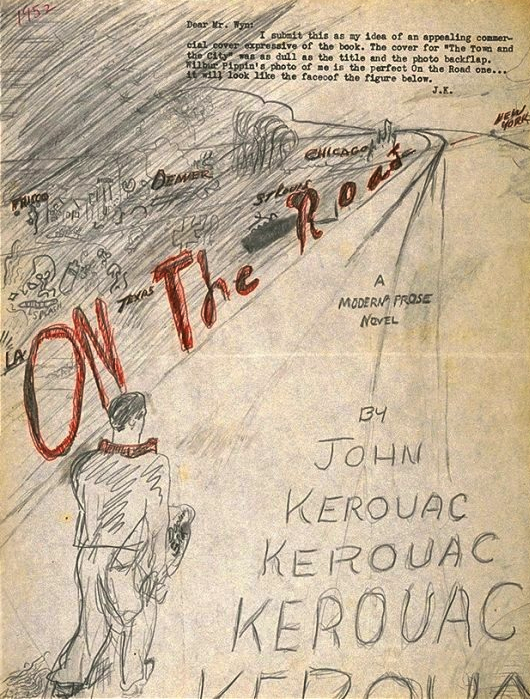 1952
Dear Mr. Wyn:
I submit this as my idea of an appealing commer-
cial cover expressive of the book. The cover for "The Town and
the City" was as dull as the title and the photo backflap.
Wilbur Pippin's photo of me is the perfect On the Road one...
it will look like the faceof the figure below.
J.K.
NEW
YORK
CHICAGO
DENVER
ST LOUIS
FRISCO
TEXAS
LA
ON The Road
A
MODERN PROSE
NOVEL
BY
JOHN
KEROUAC
KEROUAC
KEROUAC
KEROUA